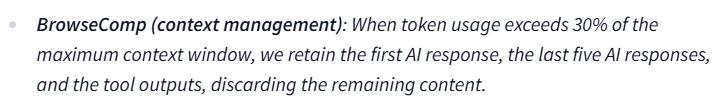 BrowseComp (context management): When token usage exceeds 30% of the
maximum context window, we retain the first AI response, the last five AI responses,
and the tool outputs, discarding the remaining content.